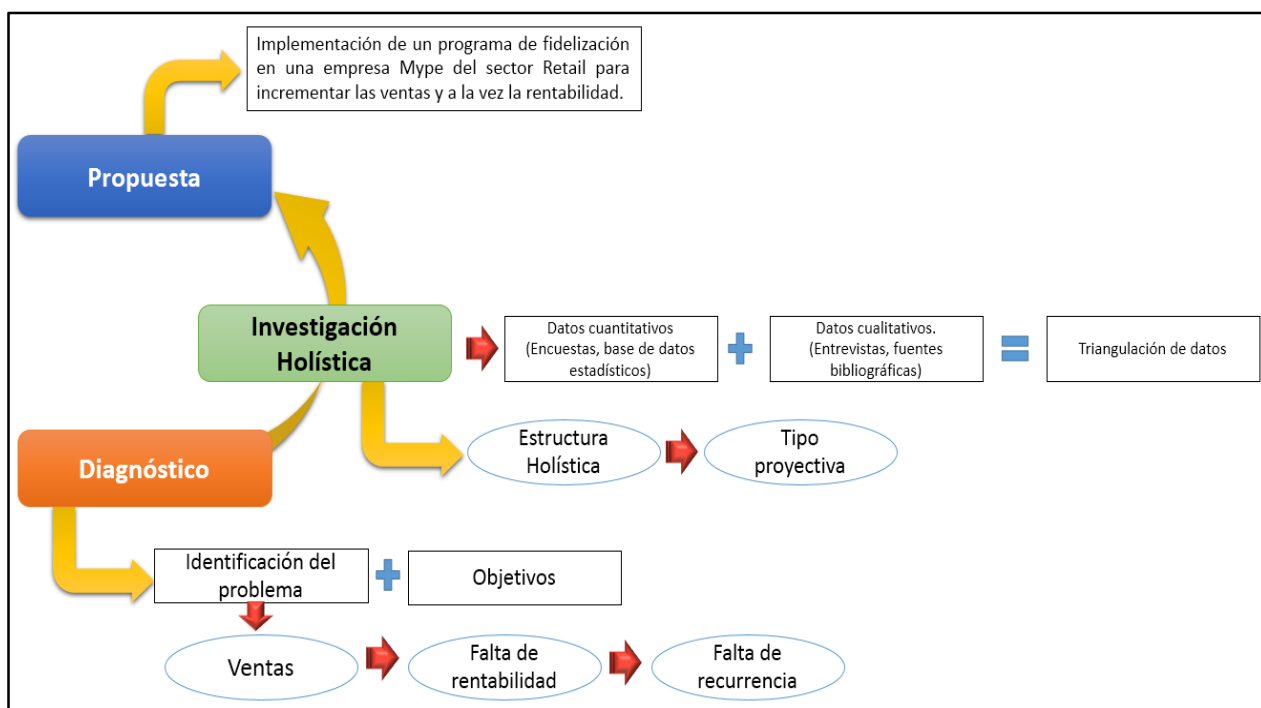 Implementación de un programa de fidelización
en una empresa Mype del sector Retail para
incrementar las ventas y a la vez la rentabilidad.
Propuesta
Investigación
Holística
Datos cuantitativos
(Encuestas, base de datos
estadísticos)
Datos cualitativos.
(Entrevistas, fuentes
bibliográficas)
Triangulación de datos
Estructura
Holística
Tipo
proyectiva
Diagnóstico
Identificación del
problema
Objetivos
Ventas
Falta de
rentabilidad
Falta de
recurrencia